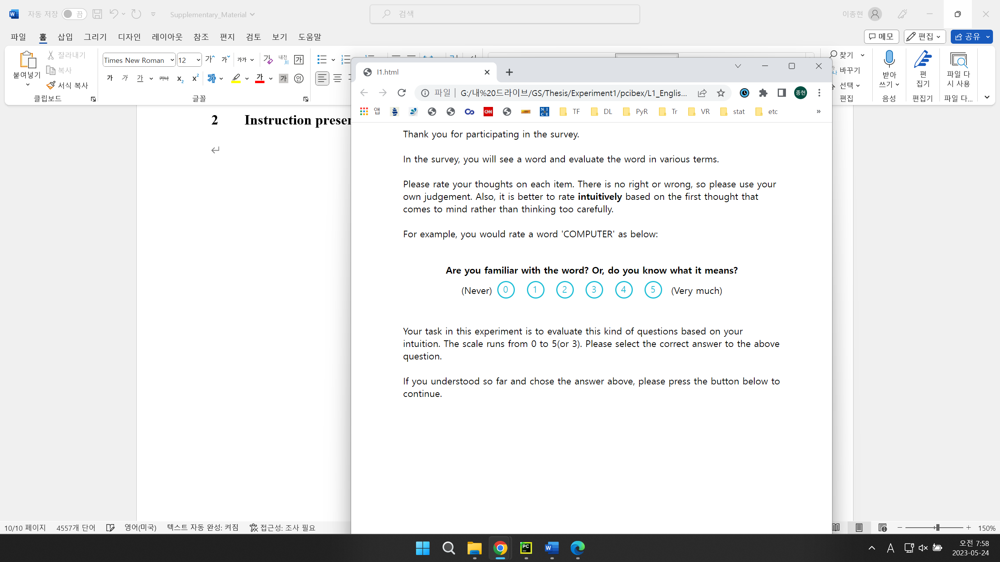 자동 저장 끔 Supplementary_Material 검색 이종현
파일 홈 삽입 그리기 디자인 레이아웃 참조 편지 검토 보기 도움말 메모 편집 공유
붙여넣기 잘라내기 복사 서식 복사 클립보드
Times New Roman 12
글꼴
찾기 바꾸기 선택 편집
받아쓰기 음성
편집기 편집기
파일 다시 사용 파일 다...
2 Instruction presen
I1.html
파일 G:/내%20드라이브/GS/Thesis/Experiment1/pcibex/L1_Englis... 종현
앱 CNN NICE TF DL PyR Tr VR stat etc »
Thank you for participating in the survey.
In the survey, you will see a word and evaluate the word in various terms.
Please rate your thoughts on each item. There is no right or wrong, so please use your
own judgement. Also, it is better to rate intuitively based on the first thought that
comes to mind rather than thinking too carefully.
For example, you would rate a word 'COMPUTER' as below:
Are you familiar with the word? Or, do you know what it means?
(Never) 0 1 2 3 4 5 (Very much)
Your task in this experiment is to evaluate this kind of questions based on your
intuition. The scale runs from 0 to 5(or 3). Please select the correct answer to the above
question.
If you understood so far and chose the answer above, please press the button below to
continue.
10/10 페이지 4557개 단어 영어(미국) 텍스트 자동 완성: 켜짐 접근성: 조사 필요 150%
A 오전 7:58
2023-05-24